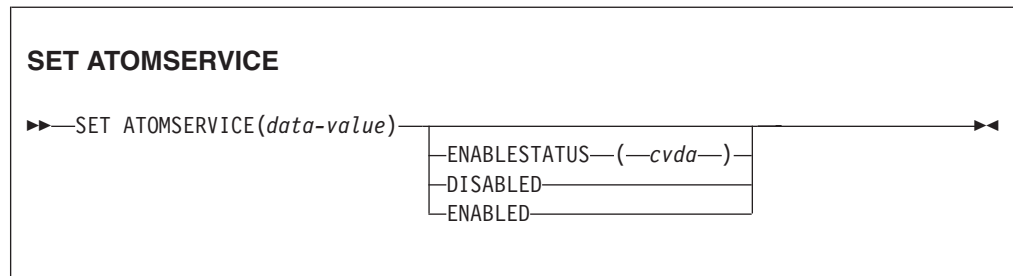 SET ATOMSERVICE
►►—SET ATOMSERVICE(data-value)—►◄
ENABLESTATUS—(—cvda—)
DISABLED
ENABLED